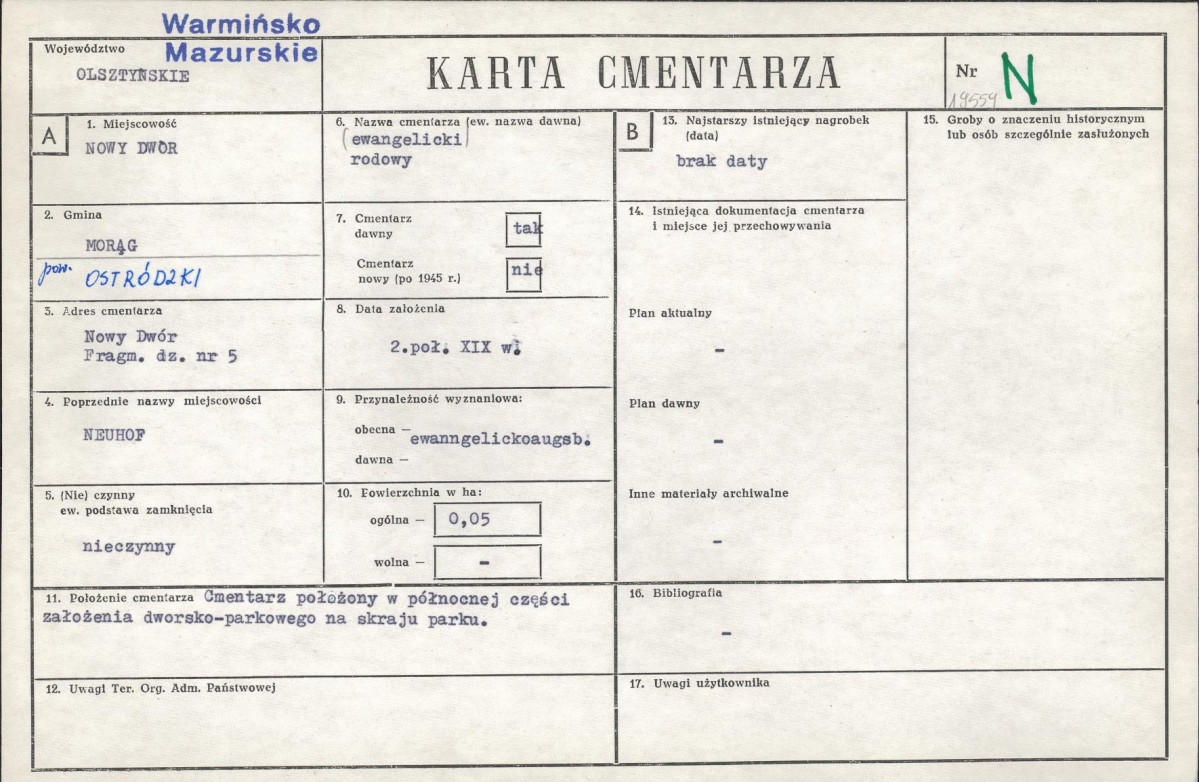 Warmińsko
Mazurskie
Województwo
OLSZTYŃSKIE
KARTA CMENTARZA
Nr N
19559
A
1. Miejscowość
NOWY DWÓR
2. Gmina
MORĄG
pow. OSTRÓDZKI
3. Adres cmentarza
Nowy Dwór
Fragm. dz. nr 5
4. Poprzednie nazwy miejscowości
NEUHOF
5. (Nie) czynny
ew. podstawa zamknięcia
nieczynny
6. Nazwa cmentarza (ew. nazwa dawna)
(ewangelicki)
rodowy
7. Cmentarz
dawny
tak
Cmentarz
nowy (po 1945 r.)
nie
8. Data założenia
2.poł. XIX w.
9. Przynależność wyznaniowa:
obecna —
ewanngelickoaugsb.
dawna —
10. Powierzchnia w ha:
ogólna — 0,05
wolna — -
B
13. Najstarszy istniejący nagrobek
(data)
brak daty
14. Istniejąca dokumentacja cmentarza
i miejsce jej przechowywania
Plan aktualny
-
Plan dawny
-
Inne materiały archiwalne
-
15. Groby o znaczeniu historycznym
lub osób szczególnie zasłużonych
11. Położenie cmentarza Cmentarz położony w północnej części
założenia dworsko-parkowego na skraju parku.
12. Uwagi Ter. Org. Adm. Państwowej
16. Bibliografia
-
17. Uwagi użytkownika